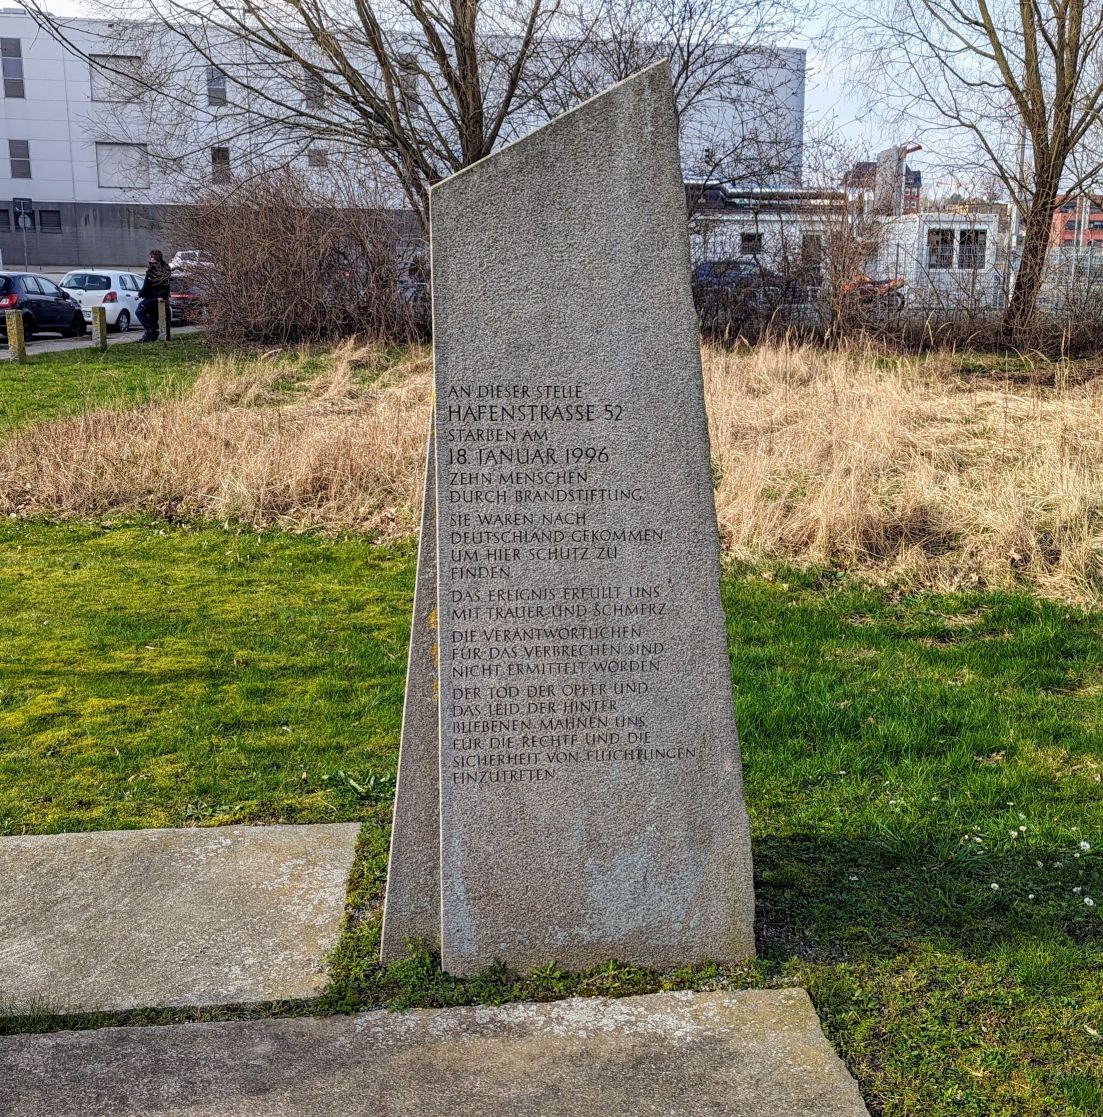 AN DIESER STELLE
HAFENSTRASSE 52
STARBEN AM
18. JANUAR 1996
ZEHN MENSCHEN
DURCH BRANDSTIFTUNG.
SIE WAREN NACH
DEUTSCHLAND GEKOMMEN,
UM HIER SCHUTZ ZU
FINDEN.
DAS EREIGNIS ERFÜLLT UNS
MIT TRAUER UND SCHMERZ.
DIE VERANTWORTLICHEN
FÜR DAS VERBRECHEN SIND
NICHT ERMITTELT WORDEN.
DER TOD DER OPFER UND
DAS LEID DER HINTER
BLIEBENEN MAHNEN UNS,
FÜR DIE RECHTE UND DIE
SICHERHEIT VON FLÜCHTLINGEN
EINZUTRETEN.